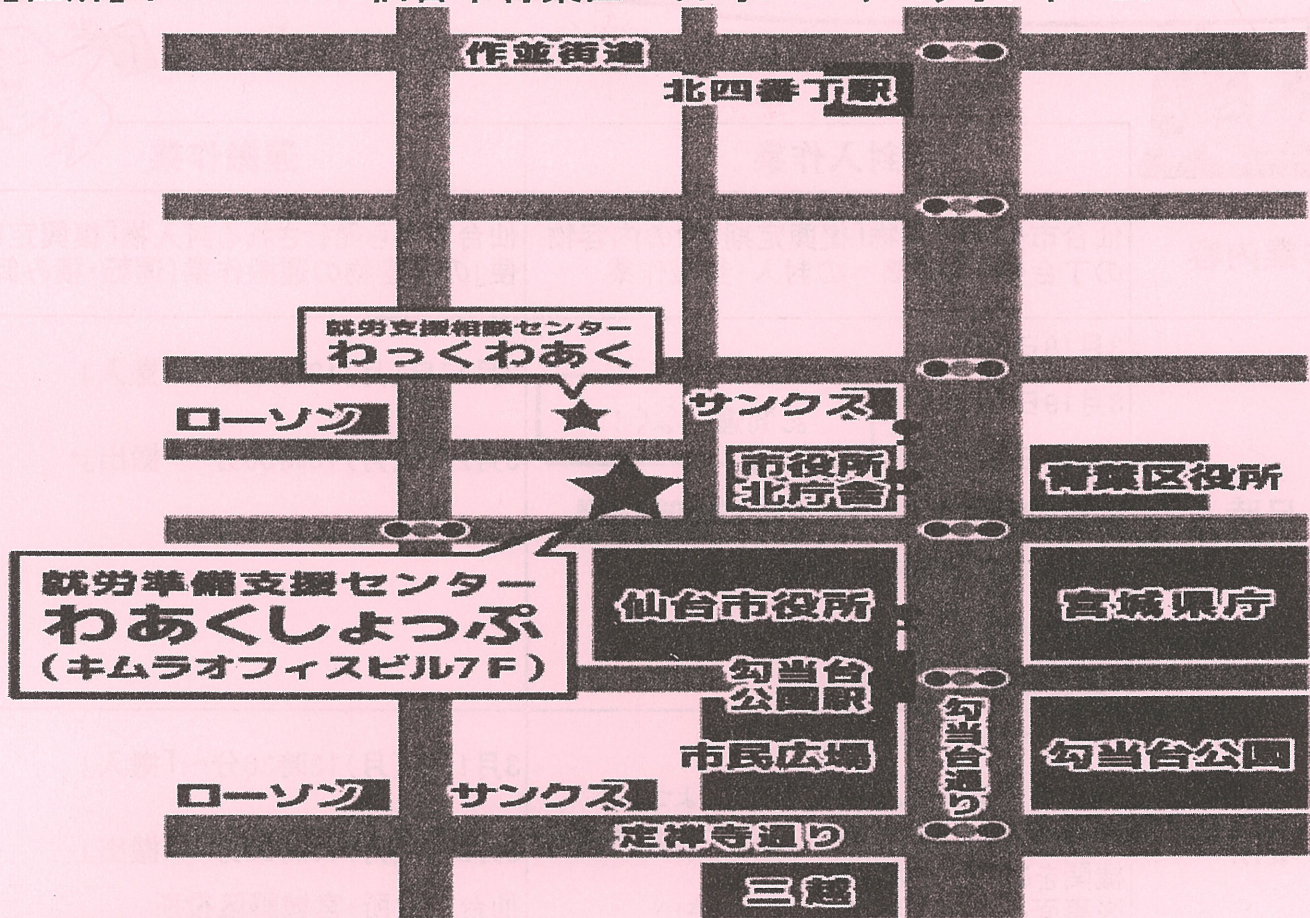 作並街道
北四番丁駅
就労支援相談センター
わっくわあく
ローソン
サンクス
市役所
北庁舎
青葉区役所
就労準備支援センター
わあくしょっぷ
(キムラオフィスビル7F)
仙台市役所
宮城県庁
勾当台
公園駅
勾当台通り
市民広場
勾当台公園
ローソン
サンクス
定禅寺通り
三越